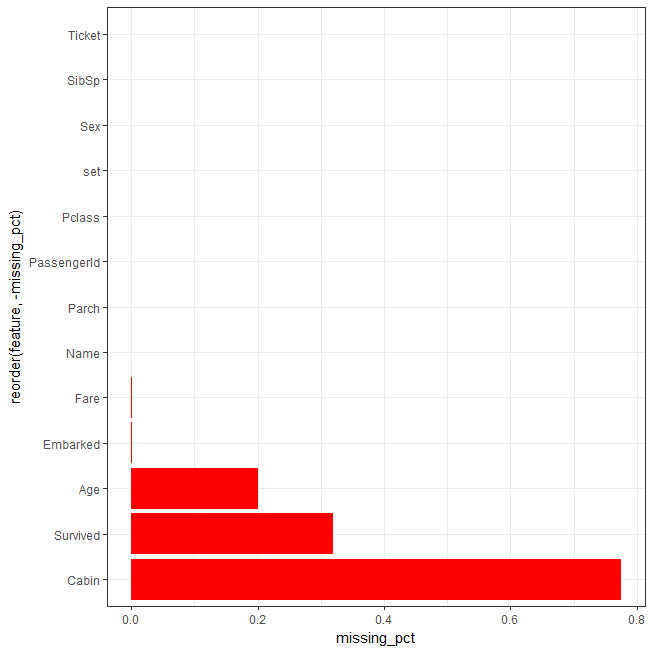 reorder(feature, -missing_pct)
Ticket
SibSp
Sex
set
Pclass
PassengerId
Parch
Name
Fare
Embarked
Age
Survived
Cabin
0.0 0.2 0.4 0.6 0.8
missing_pct